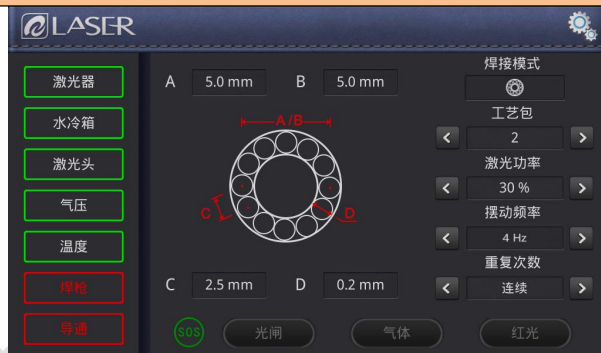 LASER
激光器
水冷箱
激光头
气压
温度
焊枪
导通
A 5.0 mm B 5.0 mm
A/B
C
D
C 2.5 mm D 0.2 mm
焊接模式
工艺包
< 2 >
激光功率
< 30 % >
摆动频率
< 4 Hz >
重复次数
< 连续 >
SOS 光闸 气体 红光